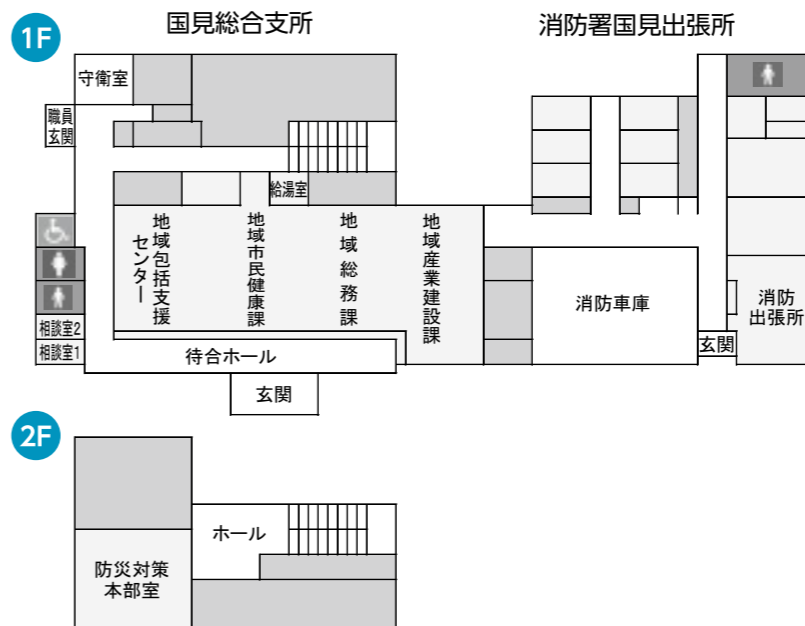 国見総合支所
消防署国見出張所
1F
守衛室
職員
玄関
給湯室
地域包括支援
センター
地域市民健康課
地域総務課
地域産業建設課
消防車庫
消防
出張所
玄関
相談室2
相談室1
待合ホール
玄関
2F
ホール
防災対策
本部室